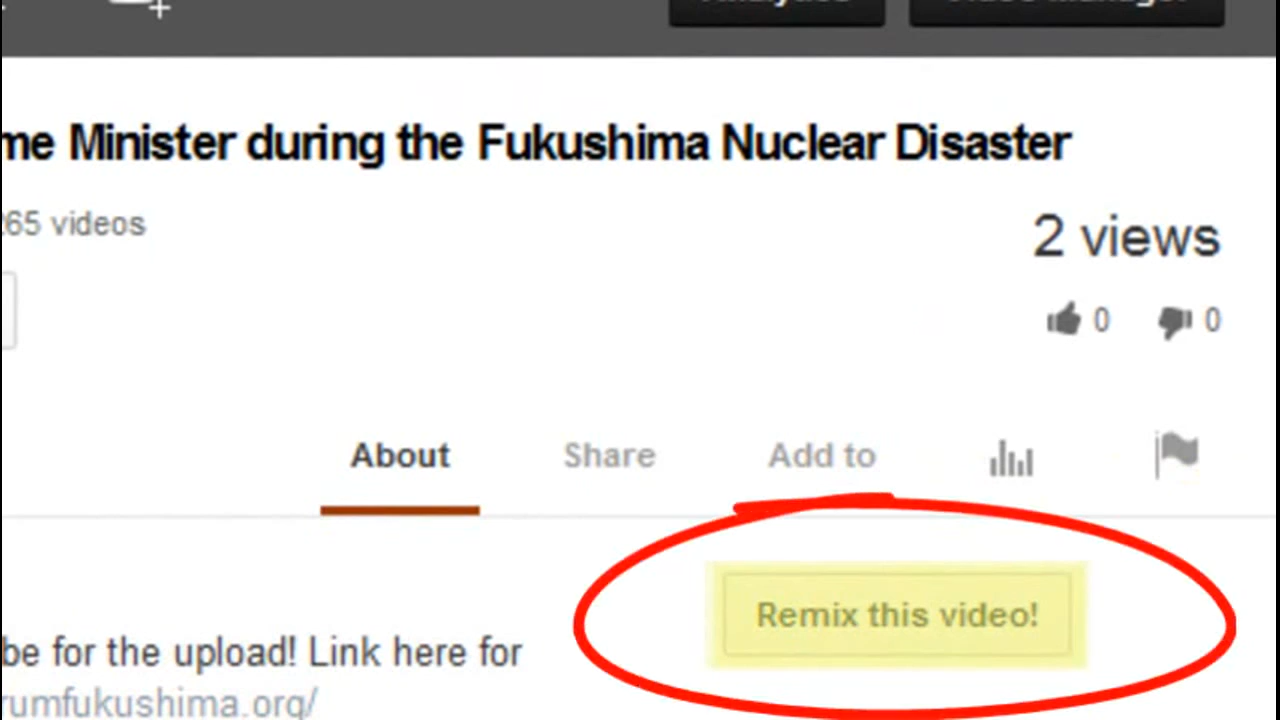 me Minister during the Fukushima Nuclear Disaster
265 videos
2 views
0 0
About Share Add to
Remix this video!
be for the upload! Link here for
rumfukushima.org/